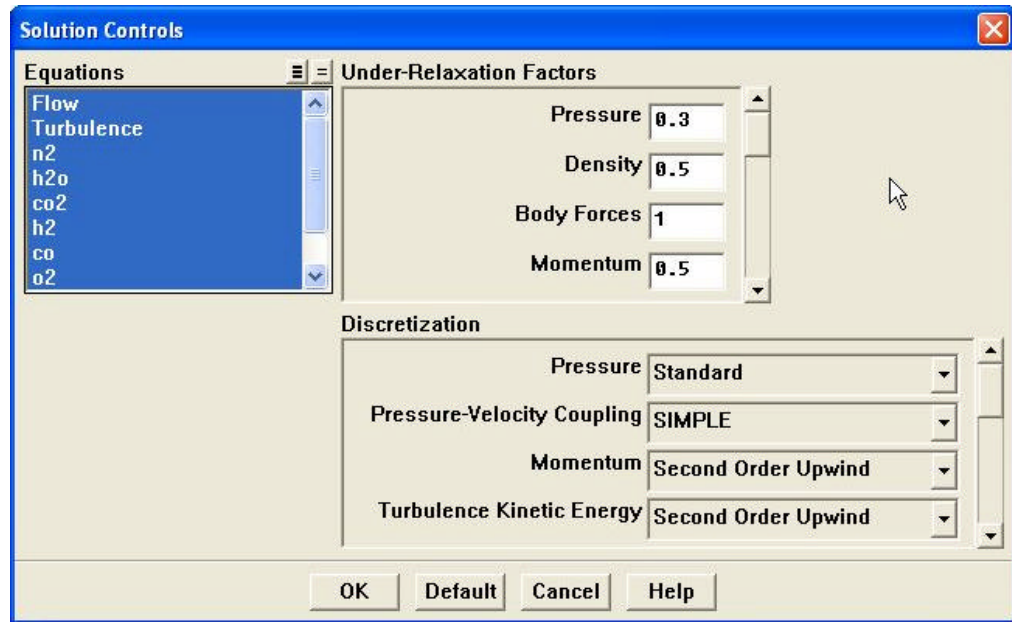 Solution Controls
Equations
Flow
Turbulence
n2
h2o
co2
h2
co
o2
Under-Relaxation Factors
Pressure 0.3
Density 0.5
Body Forces 1
Momentum 0.5
Discretization
Pressure Standard
Pressure-Velocity Coupling SIMPLE
Momentum Second Order Upwind
Turbulence Kinetic Energy Second Order Upwind
OK Default Cancel Help